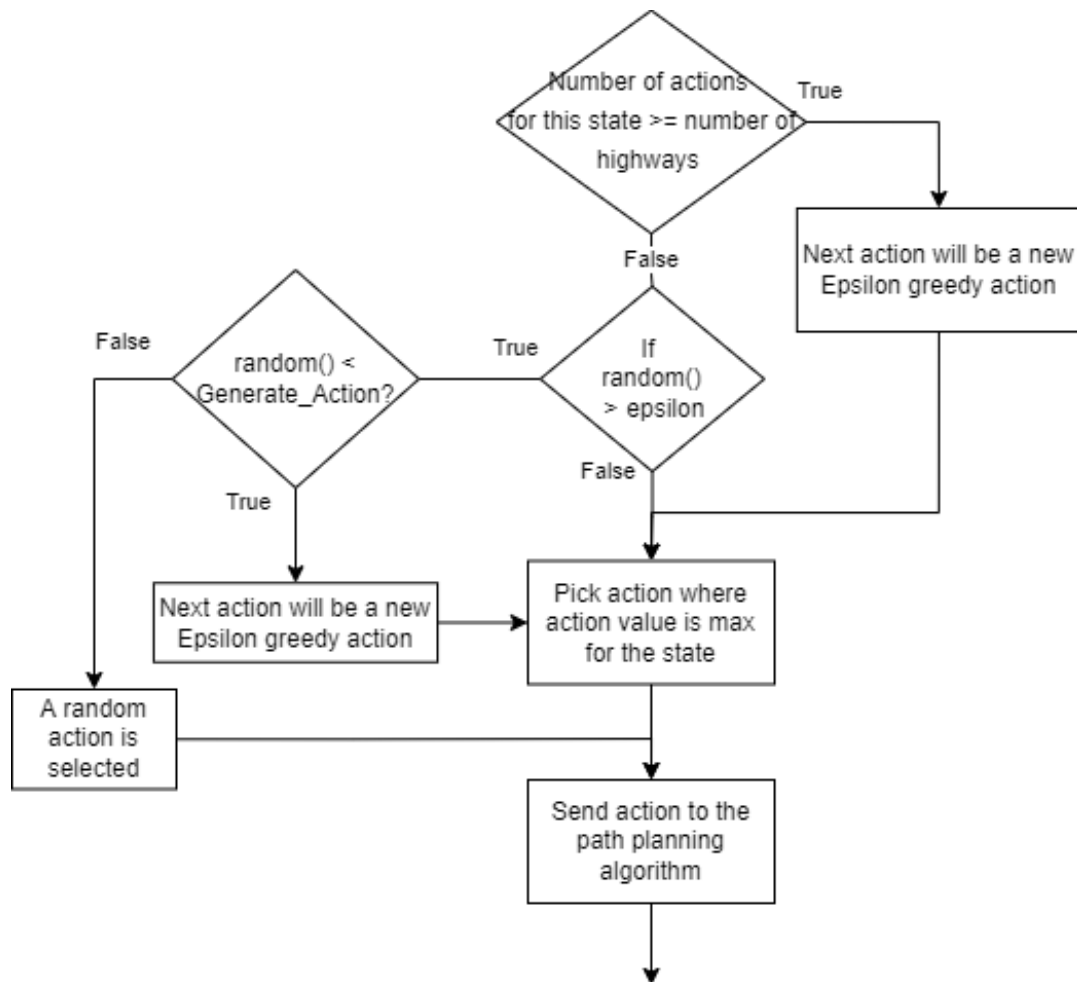 Number of actions
for this state >= number of
highways
True
False
Next action will be a new
Epsilon greedy action
If
random()
> epsilon
True
False
random() <
Generate_Action?
False
True
Next action will be a new
Epsilon greedy action
Pick action where
action value is max
for the state
A random
action is
selected
Send action to the
path planning
algorithm